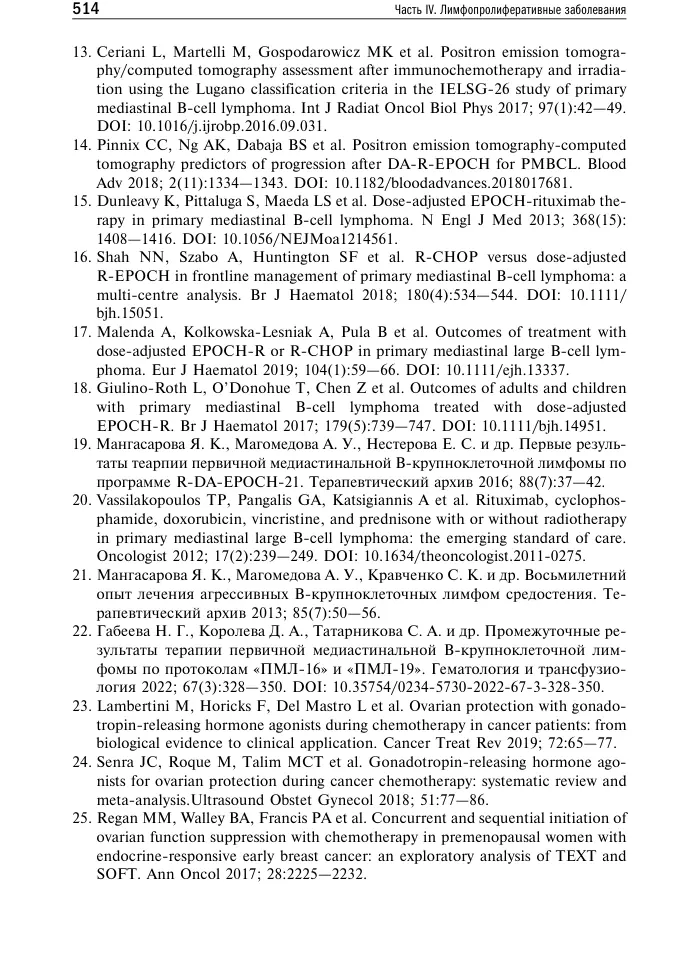 514
Часть IV. Лимфопролиферативные заболевания
13. Ceriani L, Martelli M, Gospodarowicz MK et al. Positron emission tomogra-
phy/computed tomography assessment after immunochemotherapy and irradia-
tion using the Lugano classification criteria in the IELSG-26 study of primary
mediastinal B-cell lymphoma. Int J Radiat Oncol Biol Phys 2017; 97(1):42—49.
DOI: 10.1016/j.ijrobp.2016.09.031.
14. Pinnix CC, Ng AK, Dabaja BS et al. Positron emission tomography-computed
tomography predictors of progression after DA-R-EPOCH for PMBCL. Blood
Adv 2018; 2(11):1334—1343. DOI: 10.1182/bloodadvances.2018017681.
15. Dunleavy K, Pittaluga S, Maeda LS et al. Dose-adjusted EPOCH-rituximab the-
rapy in primary mediastinal B-cell lymphoma. N Engl J Med 2013; 368(15):
1408—1416. DOI: 10.1056/NEJMoa1214561.
16. Shah NN, Szabo A, Huntington SF et al. R-CHOP versus dose-adjusted
R-EPOCH in frontline management of primary mediastinal B-cell lymphoma: a
multi-centre analysis. Br J Haematol 2018; 180(4):534—544. DOI: 10.1111/
bjh.15051.
17. Malenda A, Kolkowska-Lesniak A, Pula B et al. Outcomes of treatment with
dose-adjusted EPOCH-R or R-CHOP in primary mediastinal large B-cell lym-
phoma. Eur J Haematol 2019; 104(1):59—66. DOI: 10.1111/ejh.13337.
18. Giulino-Roth L, O’Donohue T, Chen Z et al. Outcomes of adults and children
with primary mediastinal B-cell lymphoma treated with dose-adjusted
EPOCH-R. Br J Haematol 2017; 179(5):739—747. DOI: 10.1111/bjh.14951.
19. Мангасарова Я. К., Магомедова А. У., Нестерова Е. С. и др. Первые резуль-
таты теарпии первичной медиастинальной В-крупноклеточной лимфомы по
программе R-DA-EPOCH-21. Терапевтический архив 2016; 88(7):37—42.
20. Vassilakopoulos TP, Pangalis GA, Katsigiannis A et al. Rituximab, cyclophos-
phamide, doxorubicin, vincristine, and prednisone with or without radiotherapy
in primary mediastinal large B-cell lymphoma: the emerging standard of care.
Oncologist 2012; 17(2):239—249. DOI: 10.1634/theoncologist.2011-0275.
21. Мангасарова Я. К., Магомедова А. У., Кравченко С. К. и др. Восьмилетний
опыт лечения агрессивных В-крупноклеточных лимфом средостения. Те-
рапевтический архив 2013; 85(7):50—56.
22. Габеева Н. Г., Королева Д. А., Татарникова С. А. и др. Промежуточные ре-
зультаты терапии первичной медиастинальной В-крупноклеточной лим-
фомы по протоколам «ПМЛ-16» и «ПМЛ-19». Гематология и трансфузио-
логия 2022; 67(3):328—350. DOI: 10.35754/0234-5730-2022-67-3-328-350.
23. Lambertini M, Horicks F, Del Mastro L et al. Ovarian protection with gonado-
tropin-releasing hormone agonists during chemotherapy in cancer patients: from
biological evidence to clinical application. Cancer Treat Rev 2019; 72:65—77.
24. Senra JC, Roque M, Talim MCT et al. Gonadotropin-releasing hormone ago-
nists for ovarian protection during cancer chemotherapy: systematic review and
meta-analysis.Ultrasound Obstet Gynecol 2018; 51:77—86.
25. Regan MM, Walley BA, Francis PA et al. Concurrent and sequential initiation of
ovarian function suppression with chemotherapy in premenopausal women with
endocrine-responsive early breast cancer: an exploratory analysis of TEXT and
SOFT. Ann Oncol 2017; 28:2225—2232.